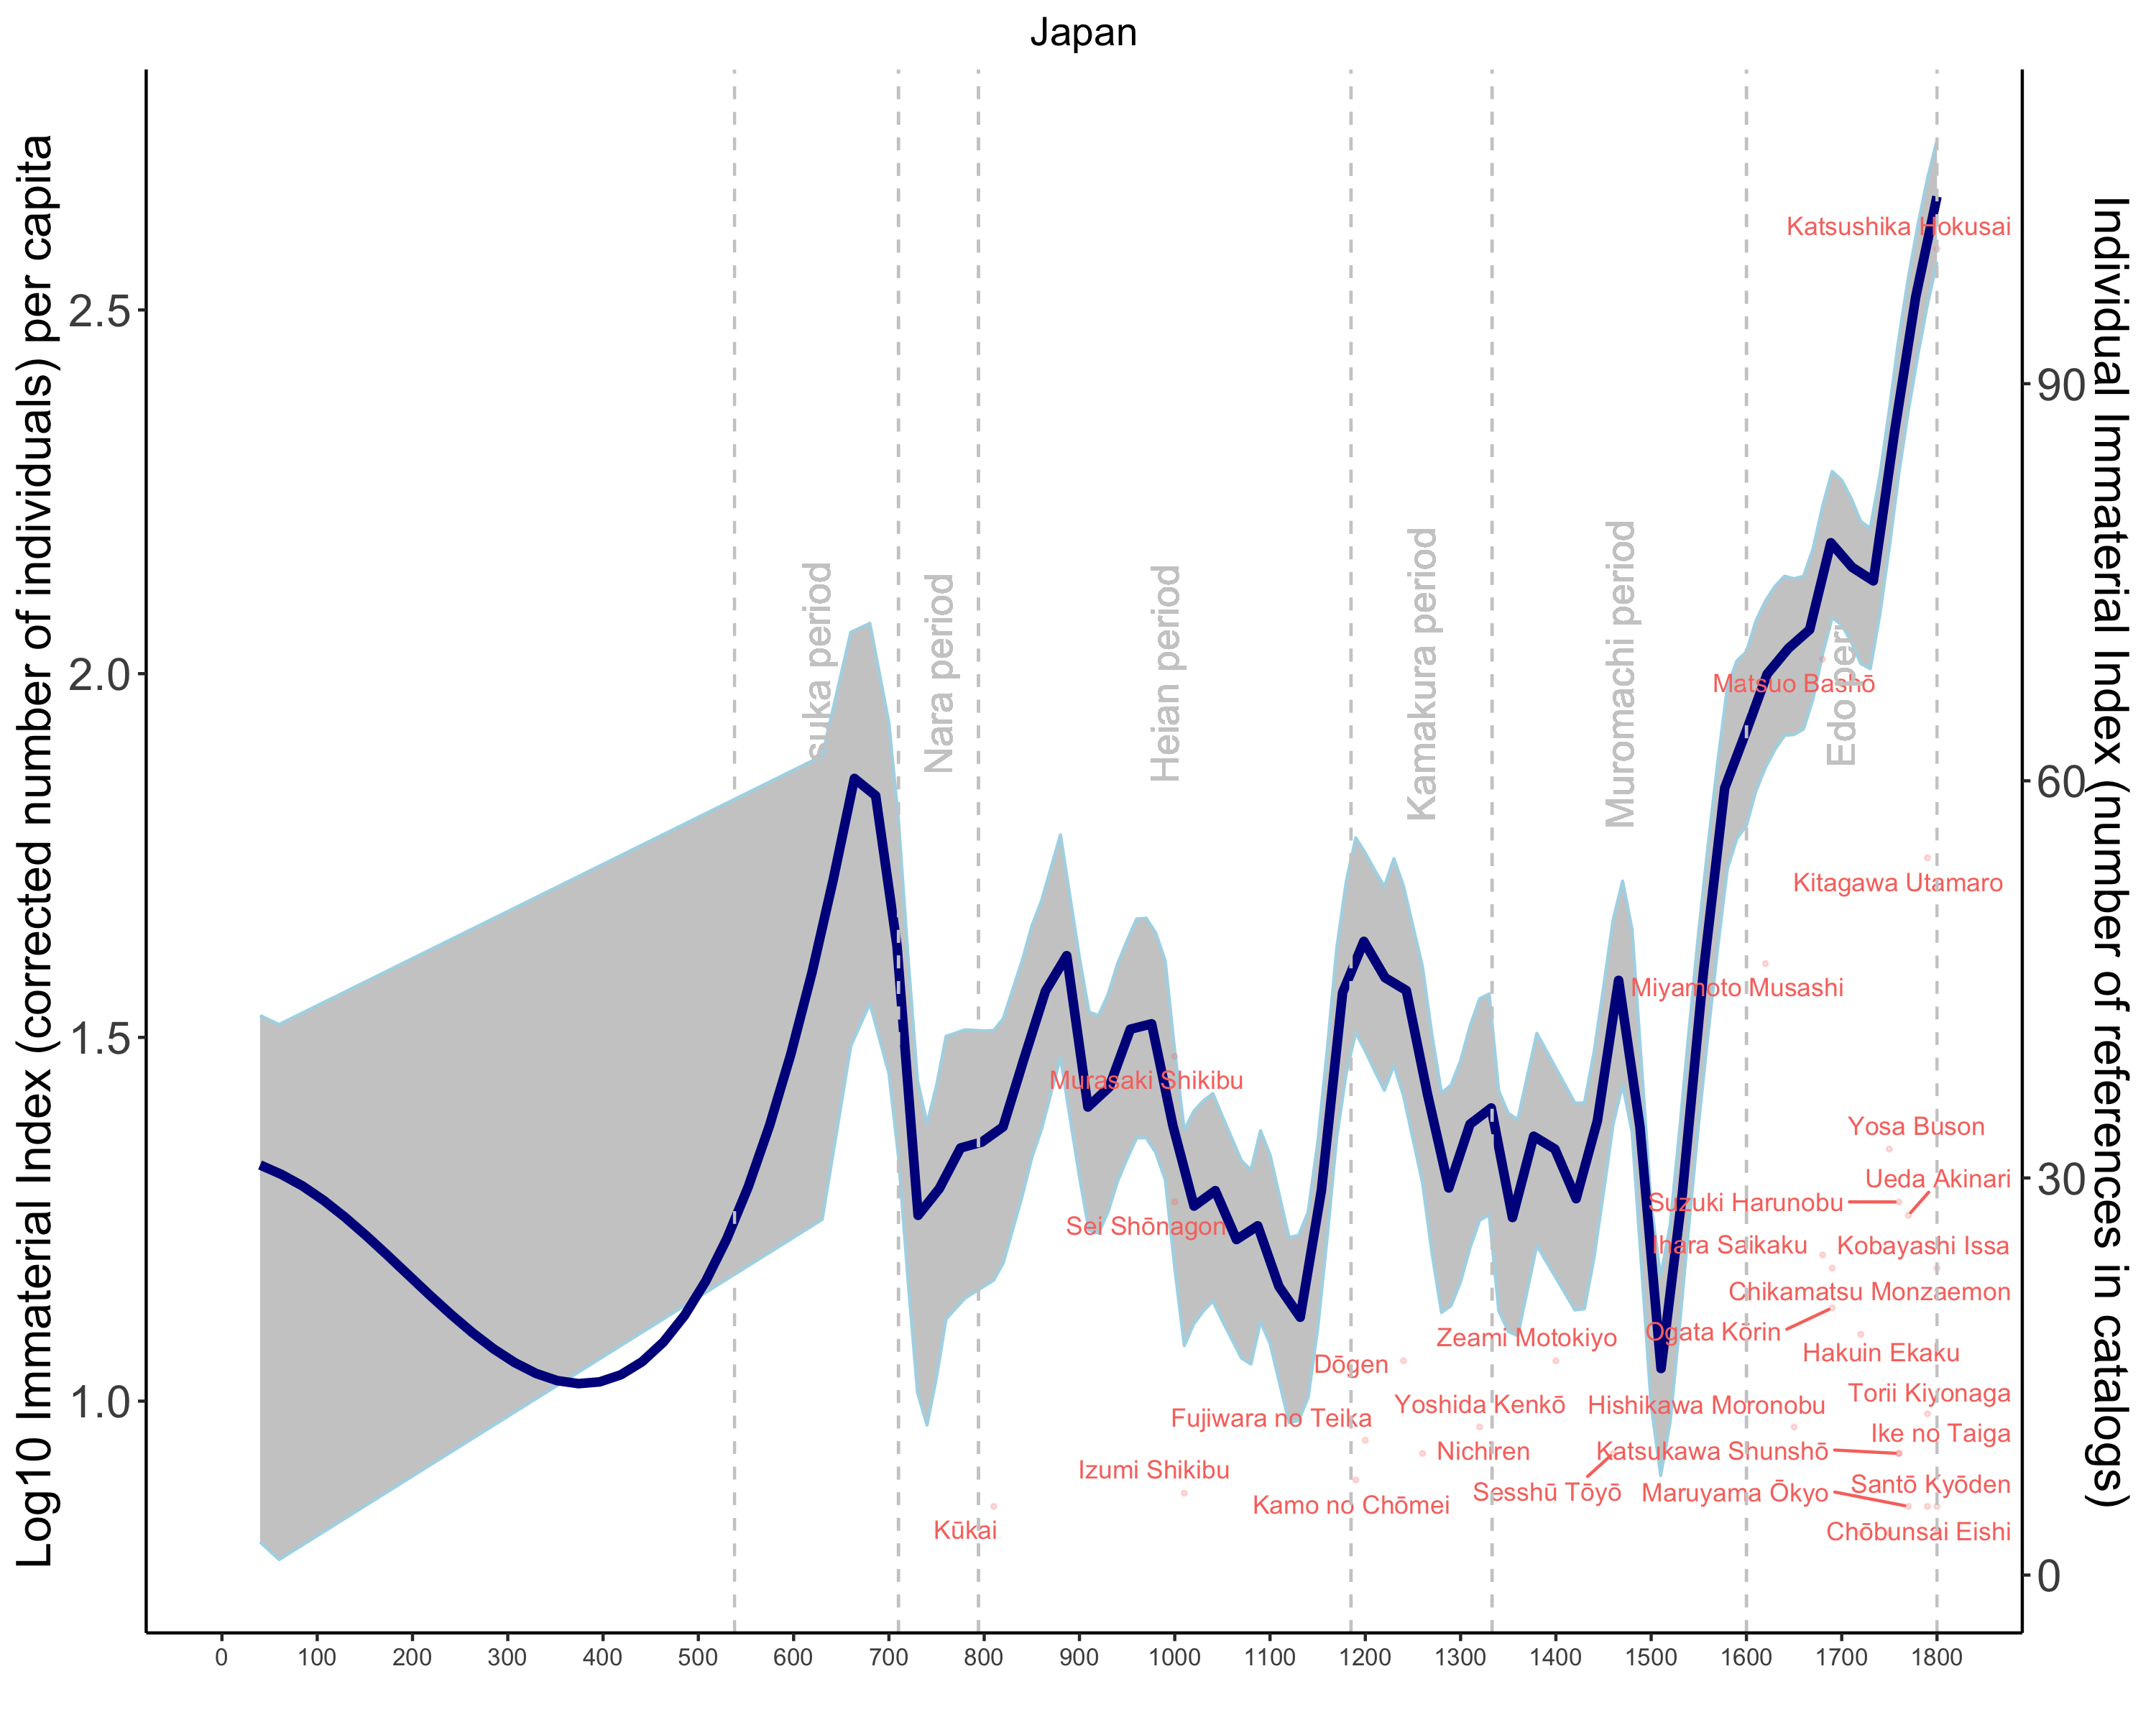 Japan
Log10 Immaterial Index (corrected number of individuals) per capita
Individual Immaterial Index (number of references in catalogs)
2.5
2.0
1.5
1.0
90
60
30
0
suka period
Nara period
Heian period
Kamakura period
Muromachi period
Edo per
Katsushika Hokusai
Matsuo Bashō
Kitagawa Utamaro
Miyamoto Musashi
Murasaki Shikibu
Yosa Buson
Ueda Akinari
Suzuki Harunobu
Sei Shōnagon
Ihara Saikaku
Kobayashi Issa
Chikamatsu Monzaemon
Ogata Kōrin
Zeami Motokiyo
Hakuin Ekaku
Dōgen
Torii Kiyonaga
Yoshida Kenkō
Hishikawa Moronobu
Fujiwara no Teika
Ike no Taiga
Nichiren
Katsukawa Shunshō
Izumi Shikibu
Santō Kyōden
Sesshū Tōyō
Maruyama Ōkyo
Kamo no Chōmei
Kūkai
Chōbunsai Eishi
0 100 200 300 400 500 600 700 800 900 1000 1100 1200 1300 1400 1500 1600 1700 1800